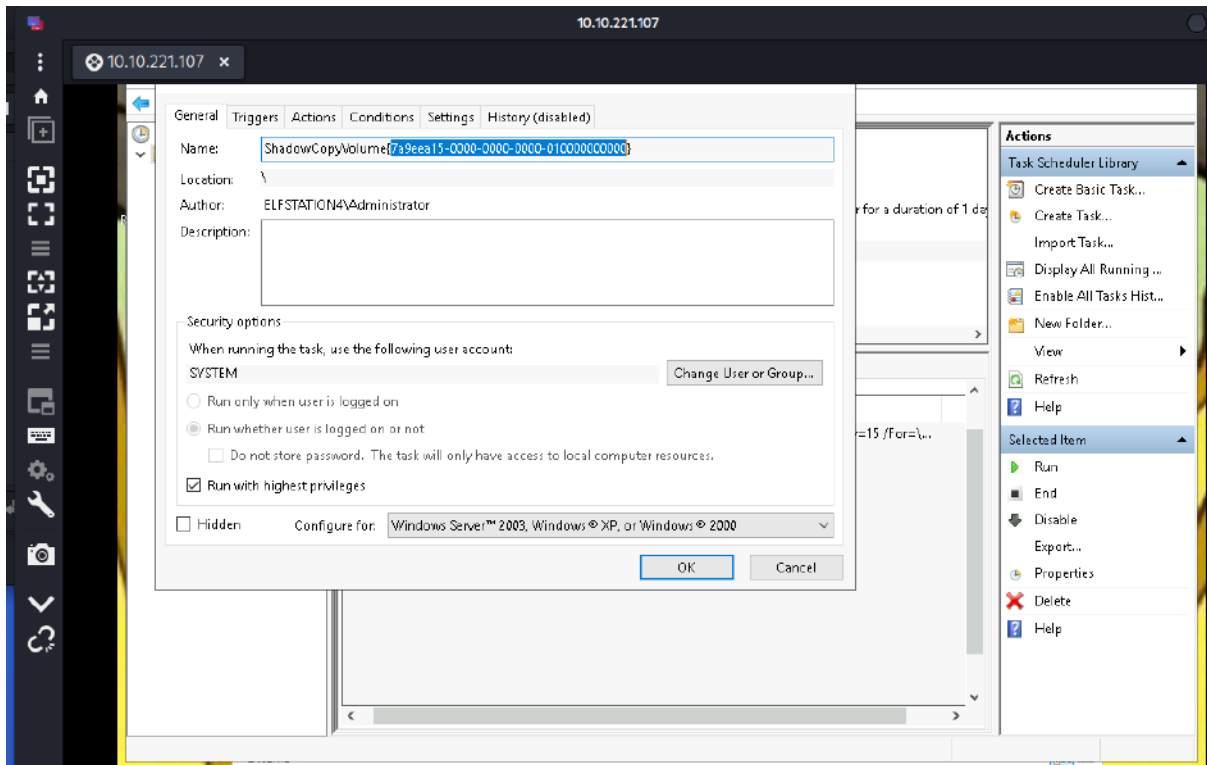 10.10.221.107
10.10.221.107
General Triggers Actions Conditions Settings History (disabled)
Name: ShadowCopyVolume{7a9eea15-0000-0000-0000-010000000000}
Location: \
Author: ELFSTATION4\Administrator
Description:
Security options
When running the task, use the following user account:
SYSTEM
Change User or Group...
Run only when user is logged on
Run whether user is logged on or not
Do not store password. The task will only have access to local computer resources.
Run with highest privileges
Hidden
Configure for: Windows Server™ 2003, Windows® XP, or Windows® 2000
OK Cancel
for a duration of 1 day
=15 /For=\...
Actions
Task Scheduler Library
Create Basic Task...
Create Task...
Import Task...
Display All Running ...
Enable All Tasks Hist...
New Folder...
View
Refresh
Help
Selected Item
Run
End
Disable
Export...
Properties
Delete
Help